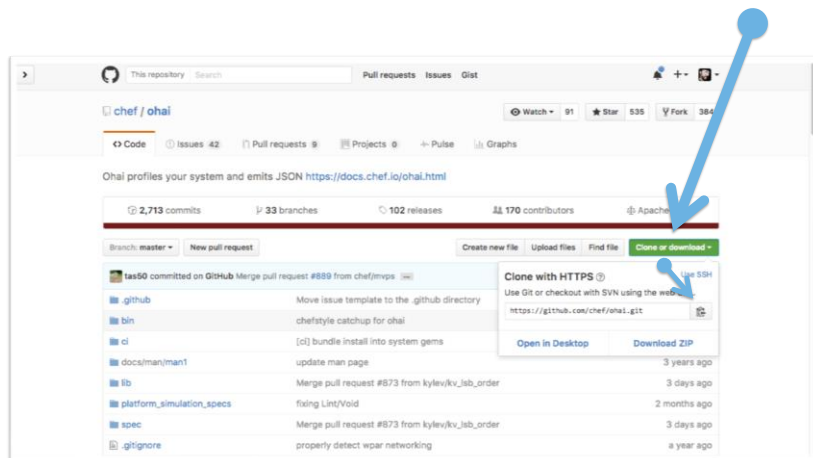 This repository Search Pull requests Issues Gist
chef / ohai Watch 91 Star 535 Fork 384
Code Issues 42 Pull requests 9 Projects 0 Pulse Graphs
Ohai profiles your system and emits JSON https://docs.chef.io/ohai.html
2,713 commits 33 branches 102 releases 170 contributors Apache
Branch: master New pull request Create new file Upload files Find file Clone or download
tas50 committed on GitHub Merge pull request #889 from chef/mvps ...
Clone with HTTPS Use SSH
Use Git or checkout with SVN using the web
https://github.com/chef/ohai.git
Open in Desktop Download ZIP
.github Move issue template to the .github directory
bin chefstyle catchup for ohai
ci [ci] bundle install into system gems
docs/man/man1 update man page 3 years ago
lib Merge pull request #873 from kylev/kv_lsb_order 3 days ago
platform_simulation_specs fixing Lint/Void 2 months ago
spec Merge pull request #873 from kylev/kv_lsb_order 3 days ago
.gitignore properly detect wpar networking a year ago